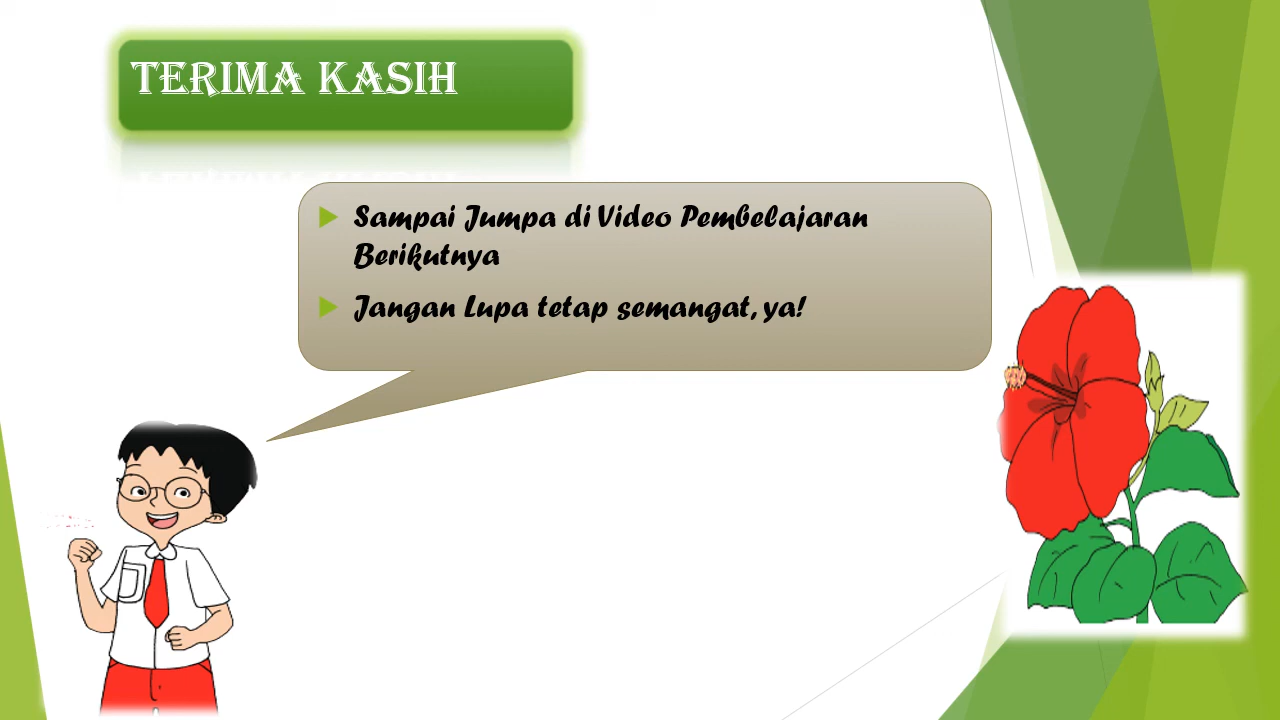 TERIMA KASIH
Sampai Jumpa di Video Pembelajaran
Berikutnya
Jangan Lupa tetap semangat, ya!